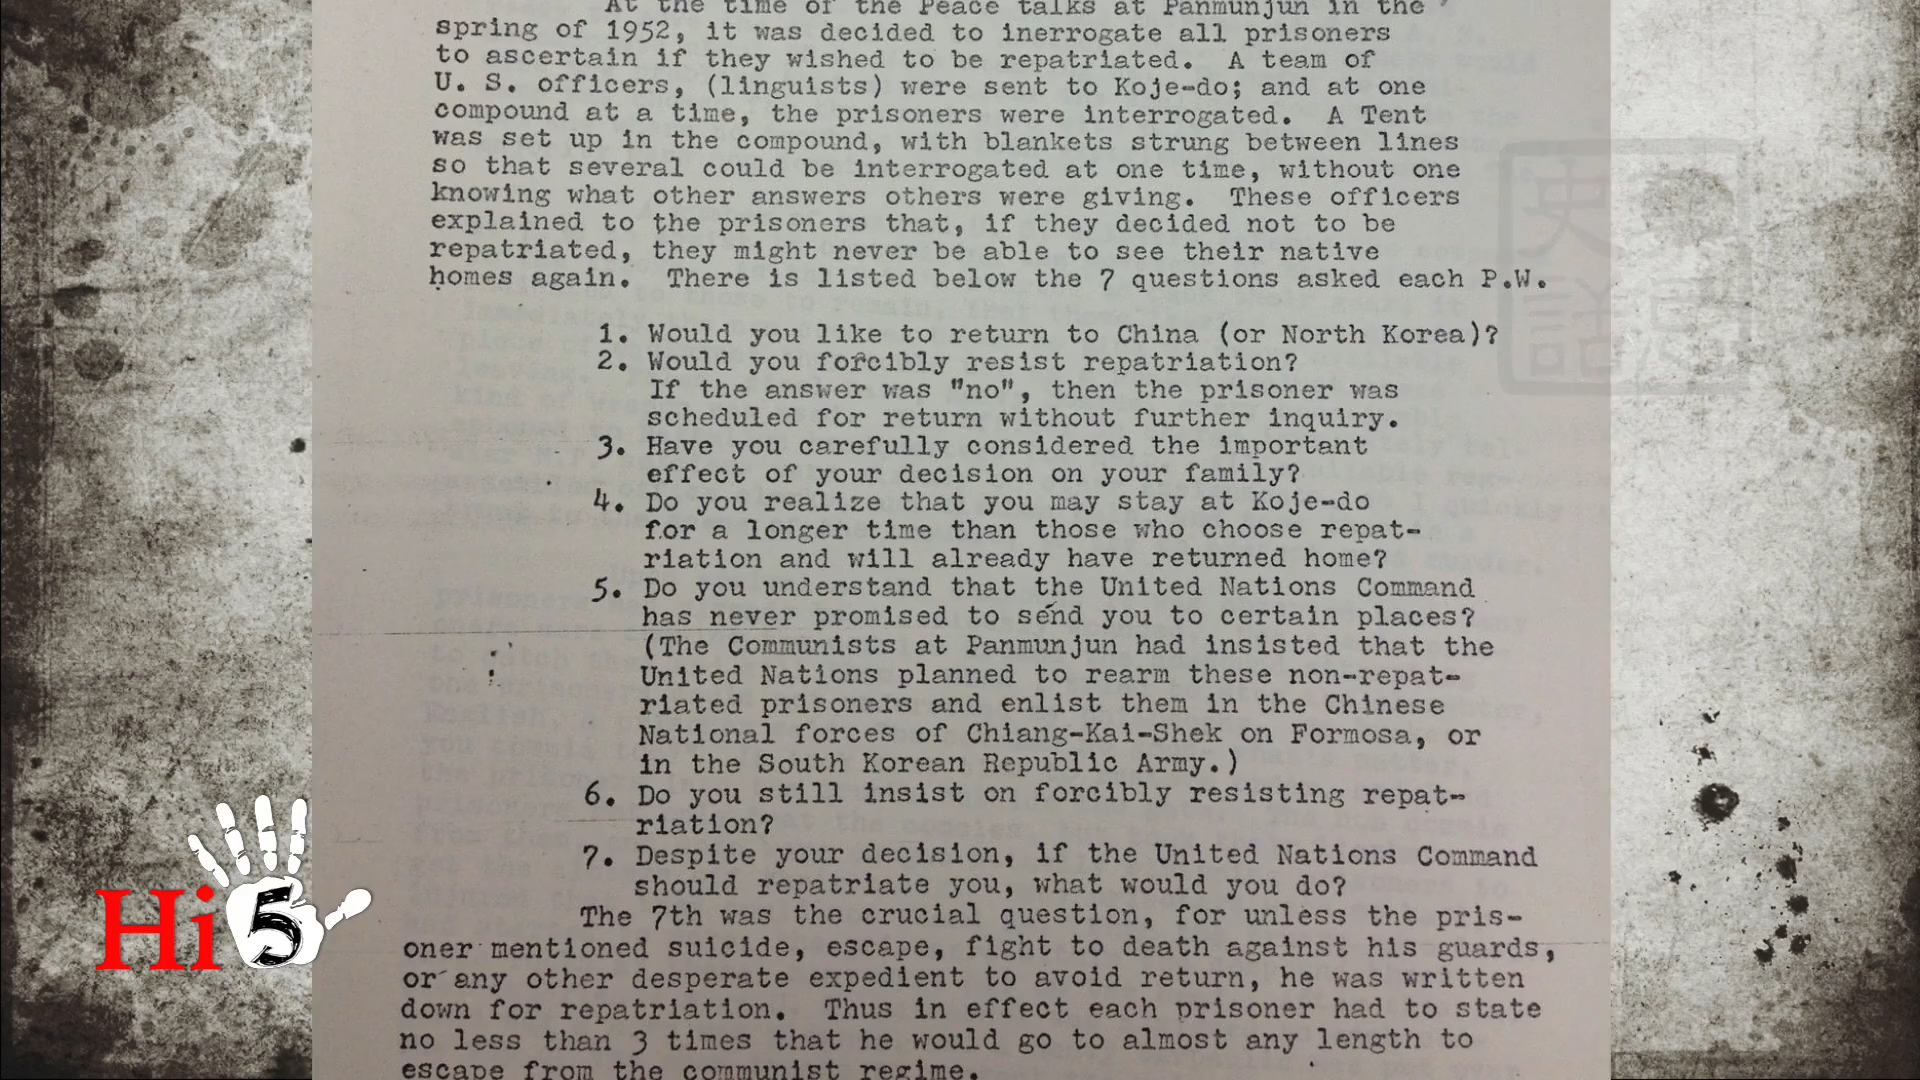 At the time of the Peace talks at Panmunjun in the
spring of 1952, it was decided to inerrogate all prisoners
to ascertain if they wished to be repatriated. A team of
U. S. officers, (linguists) were sent to Koje-do; and at one
compound at a time, the prisoners were interrogated. A Tent
was set up in the compound, with blankets strung between lines
so that several could be interrogated at one time, without one
knowing what other answers others were giving. These officers
explained to the prisoners that, if they decided not to be
repatriated, they might never be able to see their native
homes again. There is listed below the 7 questions asked each P.W.
1. Would you like to return to China (or North Korea)?
2. Would you forcibly resist repatriation?
If the answer was "no", then the prisoner was
scheduled for return without further inquiry.
3. Have you carefully considered the important
effect of your decision on your family?
4. Do you realize that you may stay at Koje-do
for a longer time than those who choose repat-
riation and will already have returned home?
5. Do you understand that the United Nations Command
has never promised to send you to certain places?
(The Communists at Panmunjun had insisted that the
United Nations planned to rearm these non-repat-
riated prisoners and enlist them in the Chinese
National forces of Chiang-Kai-Shek on Formosa, or
in the South Korean Republic Army.)
6. Do you still insist on forcibly resisting repat-
riation?
7. Despite your decision, if the United Nations Command
should repatriate you, what would you do?
The 7th was the crucial question, for unless the pris-
oner mentioned suicide, escape, fight to death against his guards,
or any other desperate expedient to avoid return, he was written
down for repatriation. Thus in effect each prisoner had to state
no less than 3 times that he would go to almost any length to
escape from the communist regime.
Hi 5